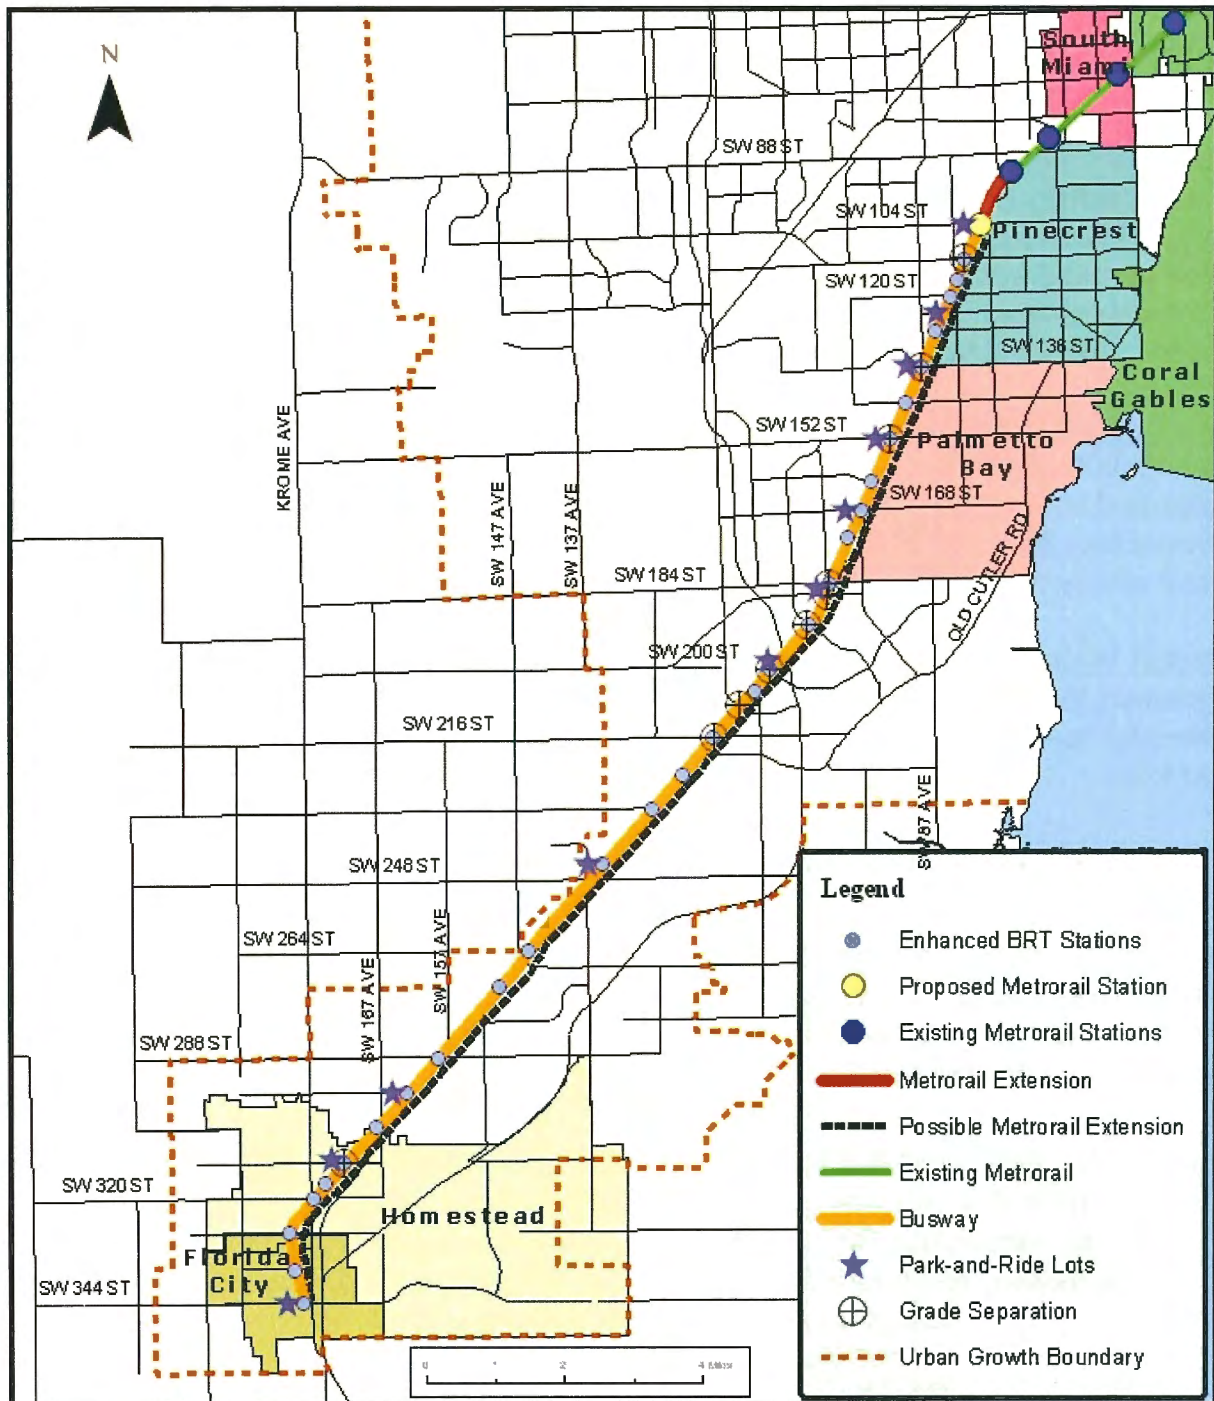 N
South
Miami
SW 88 ST
SW 104 ST
Pinecrest
SW 120 ST
SW 136 ST
Coral
Gables
KROME AVE
SW 152 ST
Palmetto
Bay
SW 147 AVE
SW 137 AVE
SW 168 ST
OLD CUTLER RD
SW 184 ST
SW 200 ST
SW 216 ST
SW 87 AVE
SW 248 ST
SW 264 ST
SW 157 AVE
SW 167 AVE
SW 288 ST
SW 320 ST
Homestead
Florida
City
SW 344 ST
0 1 2 4 Miles
Legend
Enhanced BRT Stations
Proposed Metrorail Station
Existing Metrorail Stations
Metrorail Extension
Possible Metrorail Extension
Existing Metrorail
Busway
Park-and-Ride Lots
Grade Separation
Urban Growth Boundary